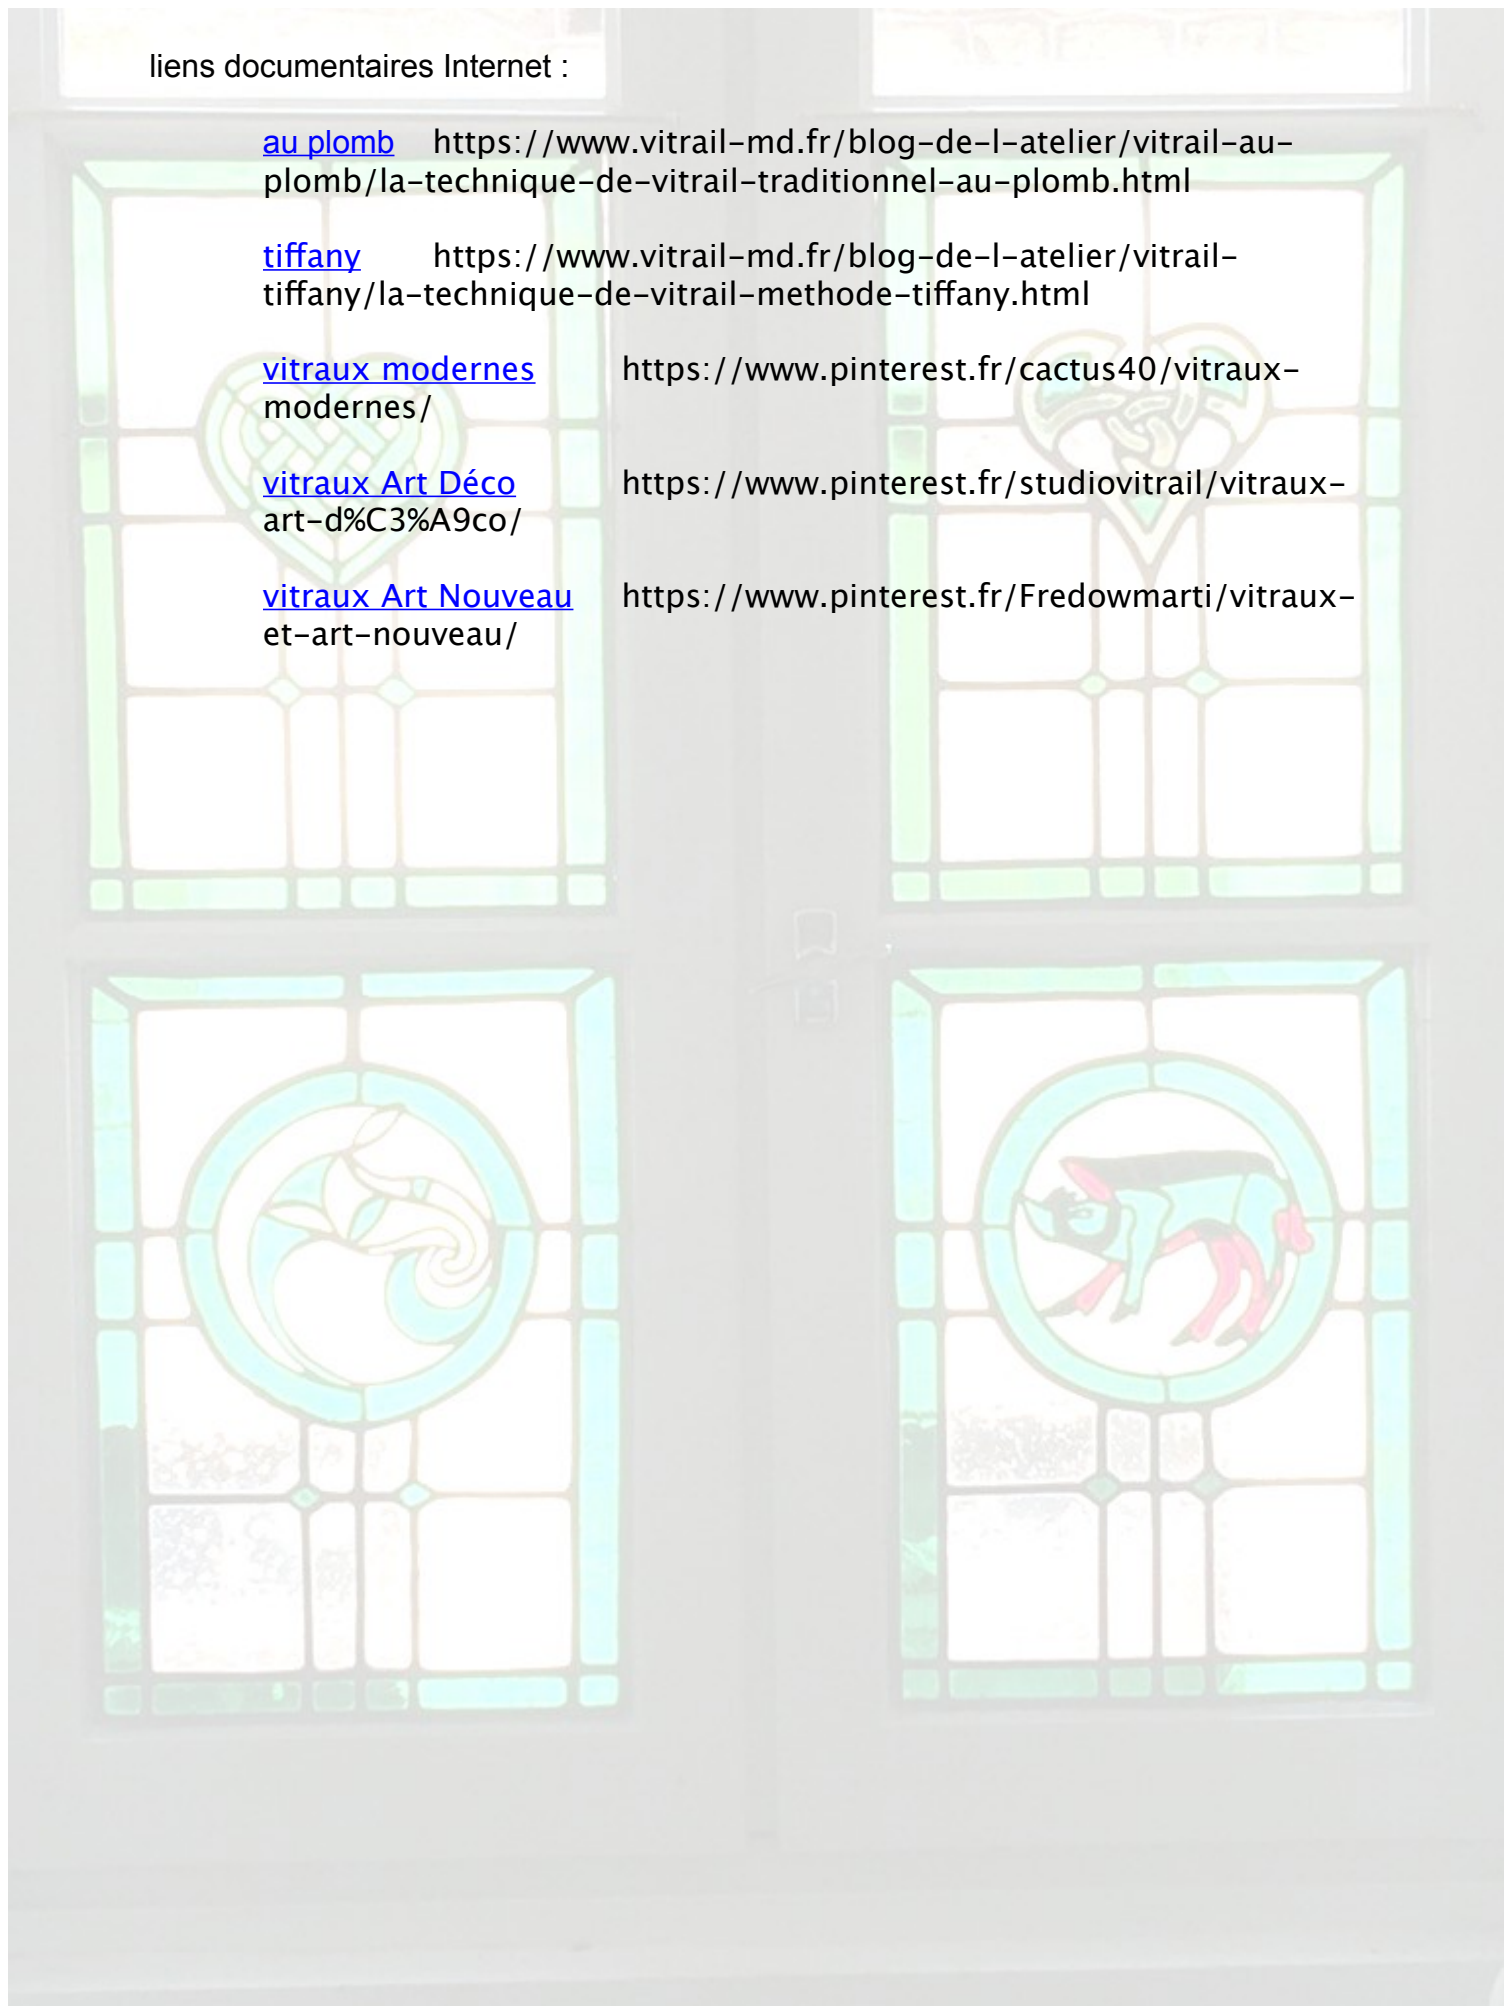 liens documentaires Internet :
au plomb https://www.vitrail-md.fr/blog-de-l-atelier/vitrail-au-
plomb/la-technique-de-vitrail-traditionnel-au-plomb.html
tiffany https://www.vitrail-md.fr/blog-de-l-atelier/vitrail-
tiffany/la-technique-de-vitrail-methode-tiffany.html
vitraux modernes https://www.pinterest.fr/cactus40/vitraux-
modernes/
vitraux Art Déco https://www.pinterest.fr/studiovitrail/vitraux-
art-d%C3%A9co/
vitraux Art Nouveau https://www.pinterest.fr/Fredowmarti/vitraux-
et-art-nouveau/